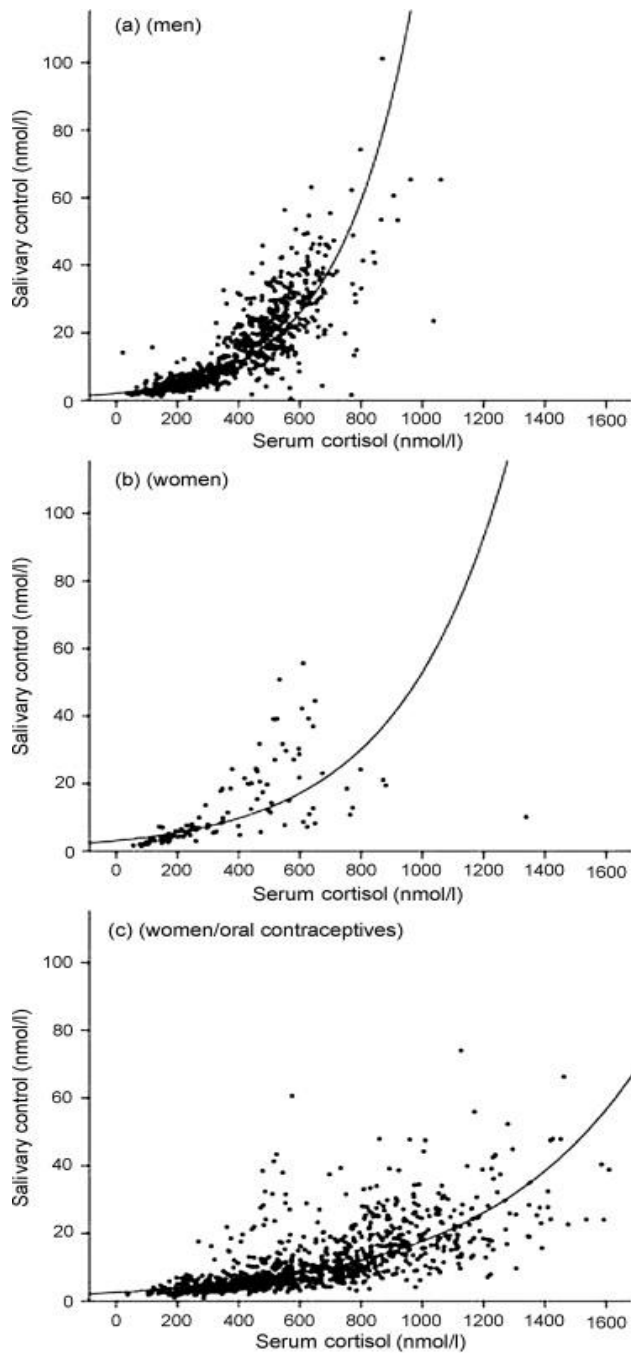 (a) (men)
100
80
60
40
20
0
Salivary control (nmol/l)
0 200 400 600 800 1000 1200 1400 1600
Serum cortisol (nmol/l)
(b) (women)
100
80
60
40
20
0
Salivary control (nmol/l)
0 200 400 600 800 1000 1200 1400 1600
Serum cortisol (nmol/l)
(c) (women/oral contraceptives)
100
80
60
40
20
0
Salivary control (nmol/l)
0 200 400 600 800 1000 1200 1400 1600
Serum cortisol (nmol/l)